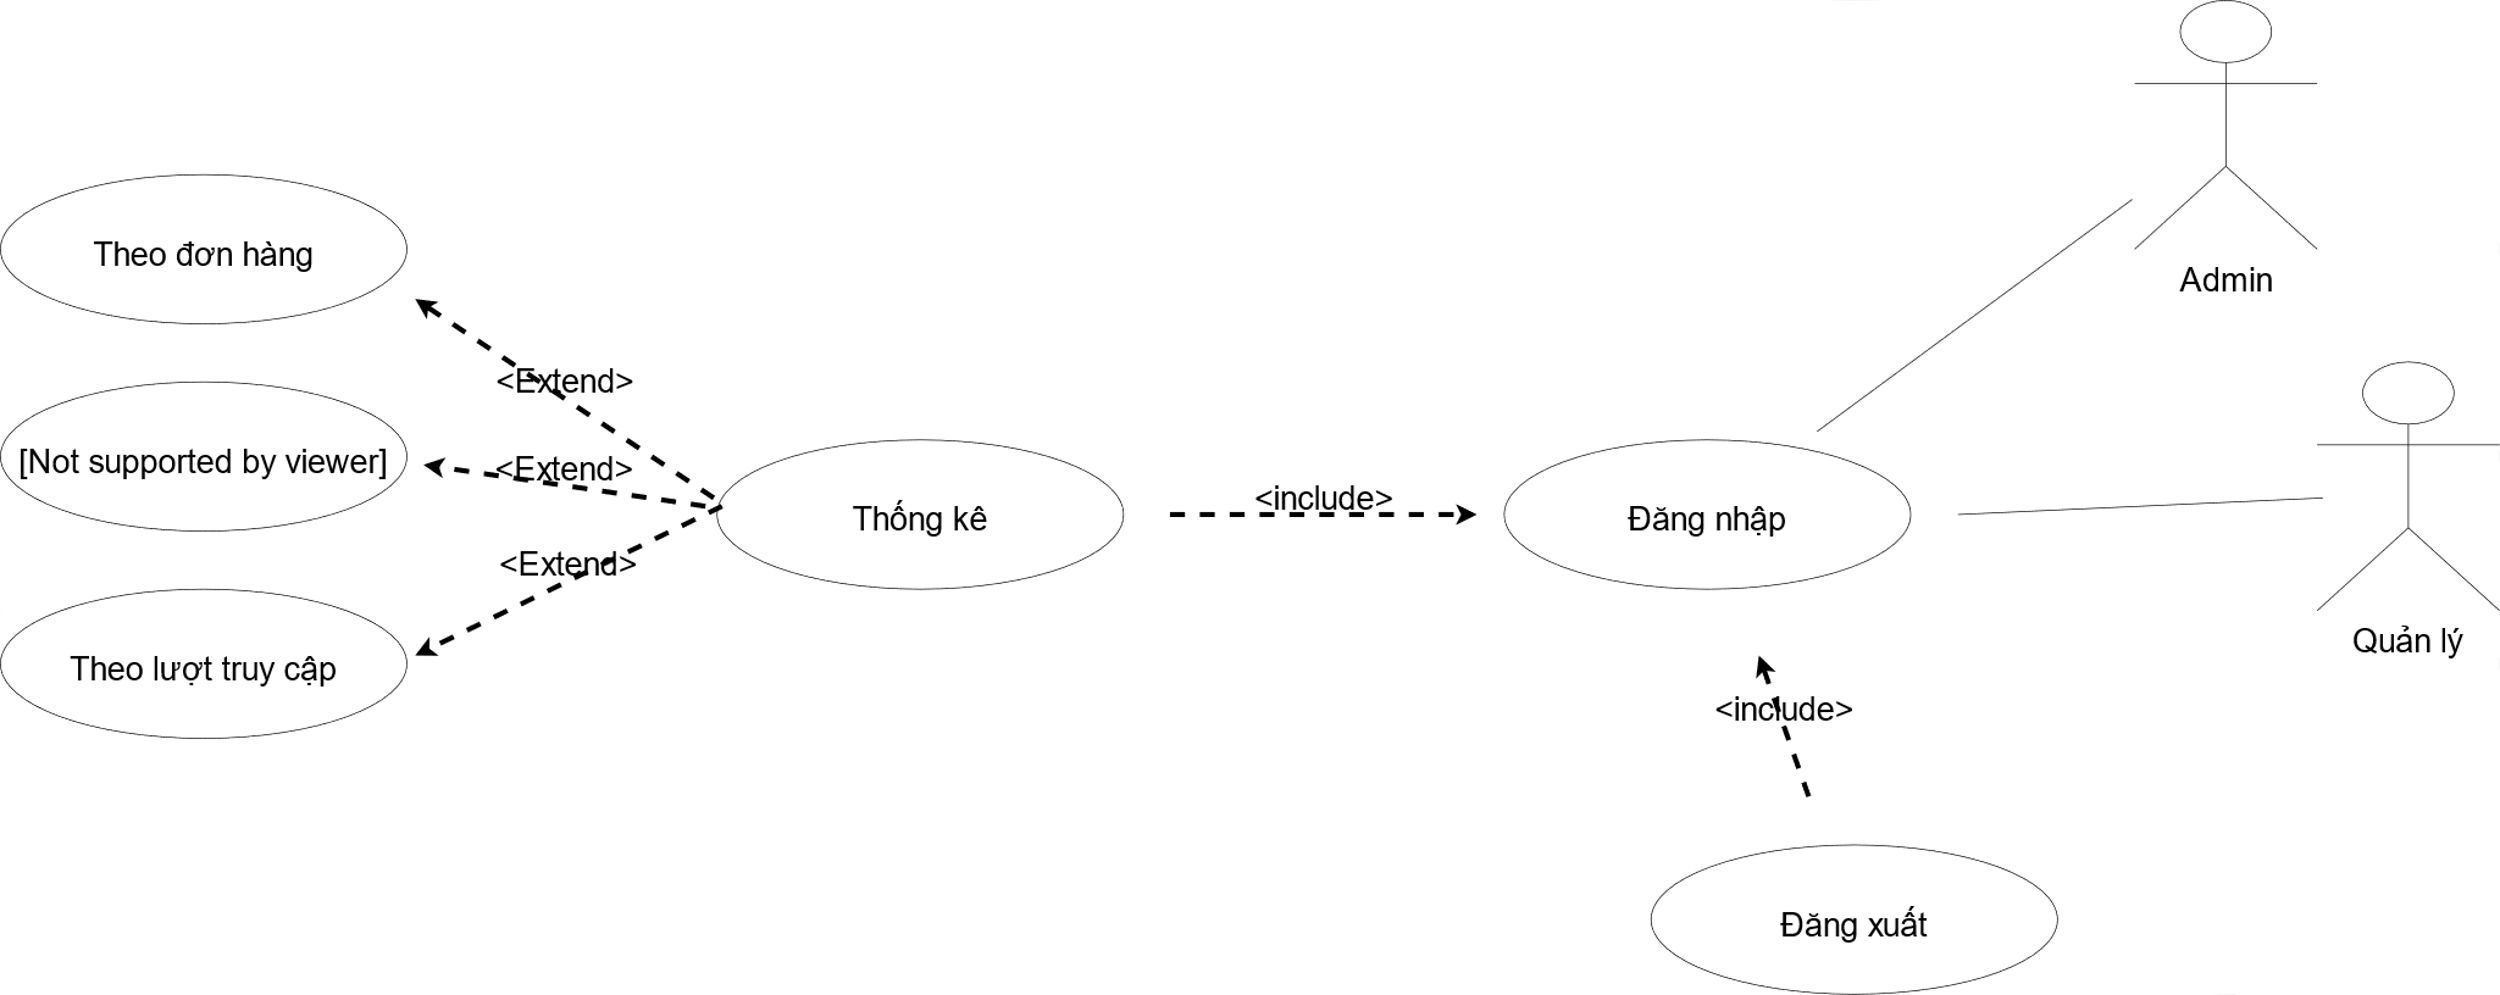 Admin
Theo đơn hàng
<Extend>
[Not supported by viewer]
<Extend>
Thống kê
<include>
Đăng nhập
<Extend>
Quản lý
Theo lượt truy cập
<include>
Đăng xuất